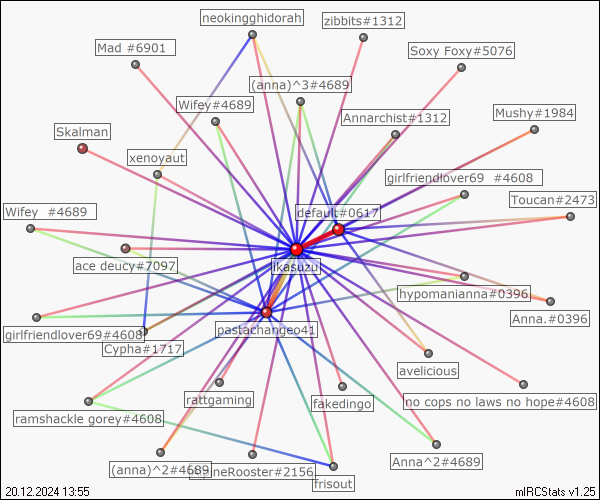 neokingghidorah
zibbits#1312
Mad #6901
Soxy Foxy#5076
(anna)^3#4689
Wifey#4689
Mushy#1984
Annarchist#1312
Skalman
xenoyaut
girlfriendlover69 #4608
Toucan#2473
Wifey #4689
default#0617
ace deucy#7097
ikasuzuj
hypomanianna#0396
Anna.#0396
pastachangeo41
girlfriendlover69#4608
Cypha#1717
avelicious
rattgaming
fakedingo
no cops no laws no hope#4608
ramshackle gorey#4608
Anna^2#4689
(anna)^2#4689
neRooster#2156
frisout
20.12.2024 13:55
mIRCStats v1.25